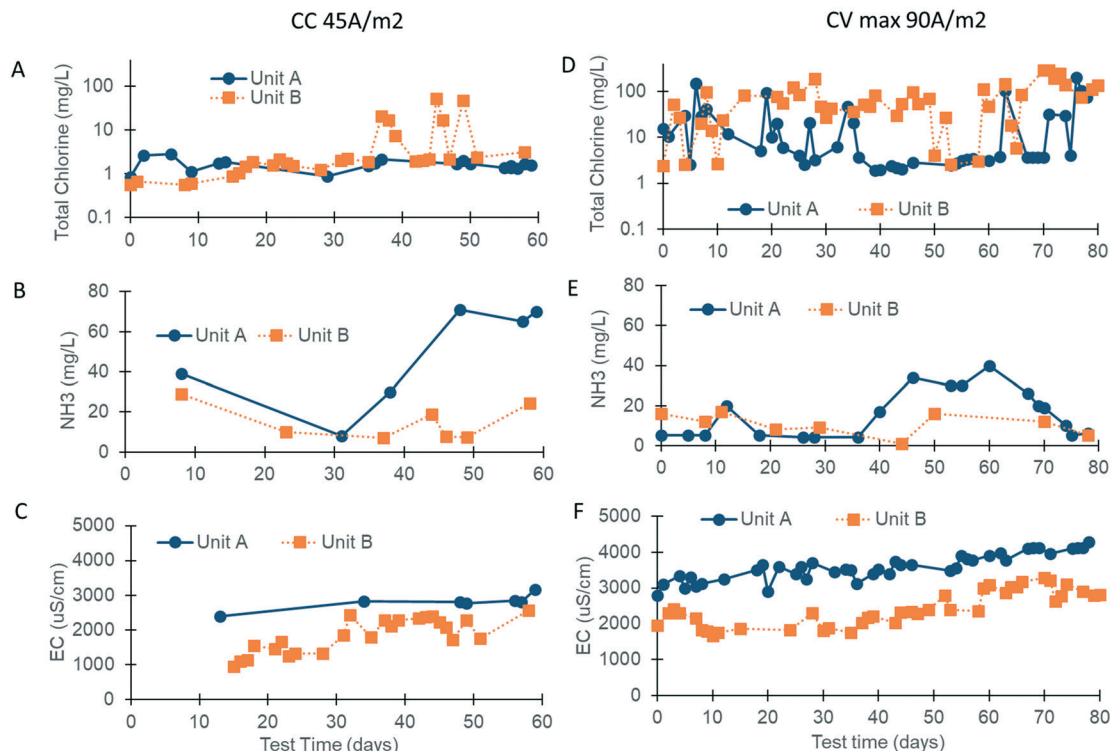 CC 45A/m2
CV max 90A/m2
A
Total Chlorine (mg/L)
100
10
1
0.1
Unit A
Unit B
0 10 20 30 40 50 60
D
Total Chlorine (mg/L)
100
10
1
0.1
Unit A Unit B
0 10 20 30 40 50 60 70 80
B
NH3 (mg/L)
80
60
40
20
0
Unit A Unit B
0 10 20 30 40 50 60
E
NH3 (mg/L)
80
60
40
20
0
Unit A Unit B
0 10 20 30 40 50 60 70 80
C
EC (uS/cm)
5000
4000
3000
2000
1000
0
Unit A Unit B
0 10 20 30 40 50 60
Test Time (days)
F
EC (uS/cm)
5000
4000
3000
2000
1000
0
Unit A Unit B
0 10 20 30 40 50 60 70 80
Test time (days)